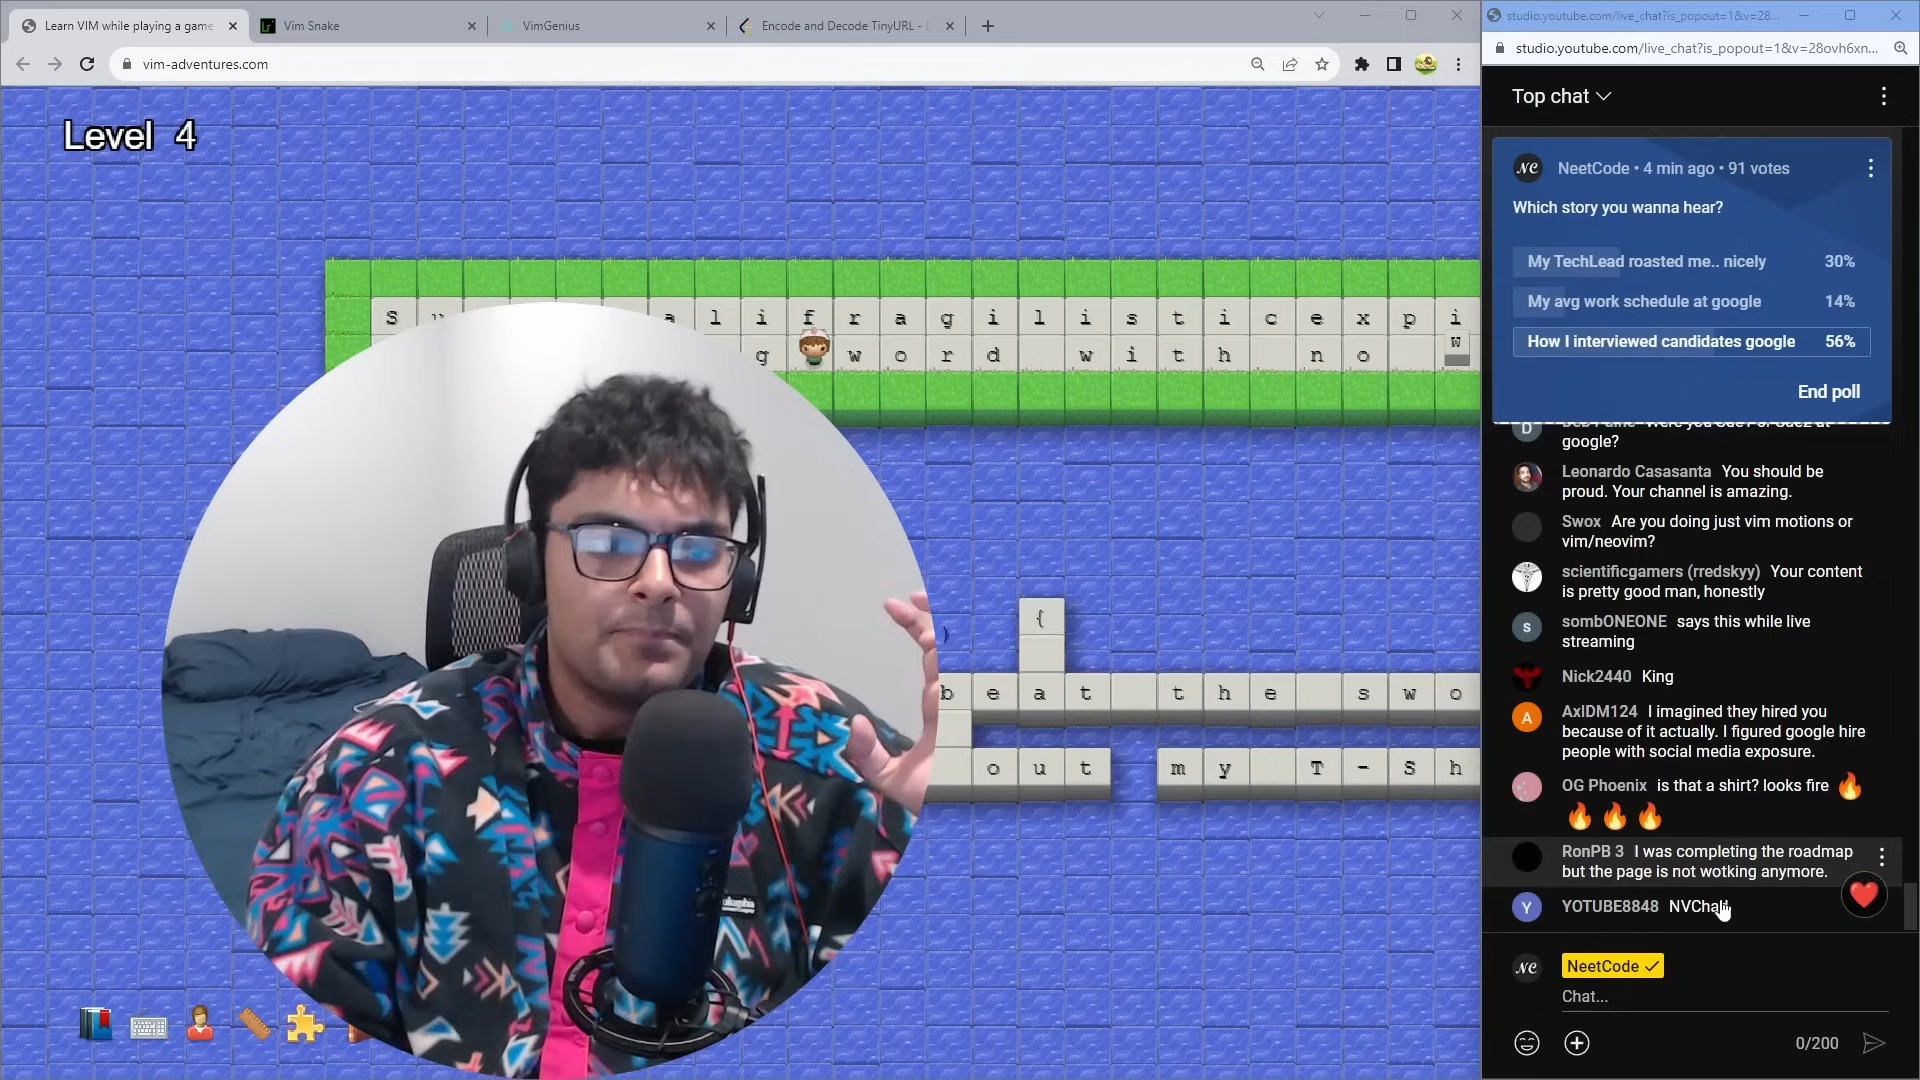 Learn VIM while playing a game
Vim Snake
VimGenius
Encode and Decode TinyURL - L
studio.youtube.com/live_chat?is_popout=1&v=28...
vim-adventures.com
studio.youtube.com/live_chat?is_popout=1&v=28ovh6xn...
Level 4
S u a l i f r a g i l i s t i c e x p i
g w o r d w i t h n o w
{
)
b e a t t h e s w o
o u t m y T - S h
Top chat
NeetCode • 4 min ago • 91 votes
Which story you wanna hear?
My TechLead roasted me.. nicely 30%
My avg work schedule at google 14%
How I interviewed candidates google 56%
End poll
google?
Leonardo Casasanta You should be
proud. Your channel is amazing.
Swox Are you doing just vim motions or
vim/neovim?
scientificgamers (rredskyy) Your content
is pretty good man, honestly
sombONEONE says this while live
streaming
Nick2440 King
AxIDM124 I imagined they hired you
because of it actually. I figured google hire
people with social media exposure.
OG Phoenix is that a shirt? looks fire 🔥
🔥 🔥 🔥
RonPB 3 I was completing the roadmap
but the page is not wotking anymore.
YOTUBE8848 NVChad
NeetCode
Chat...
0/200